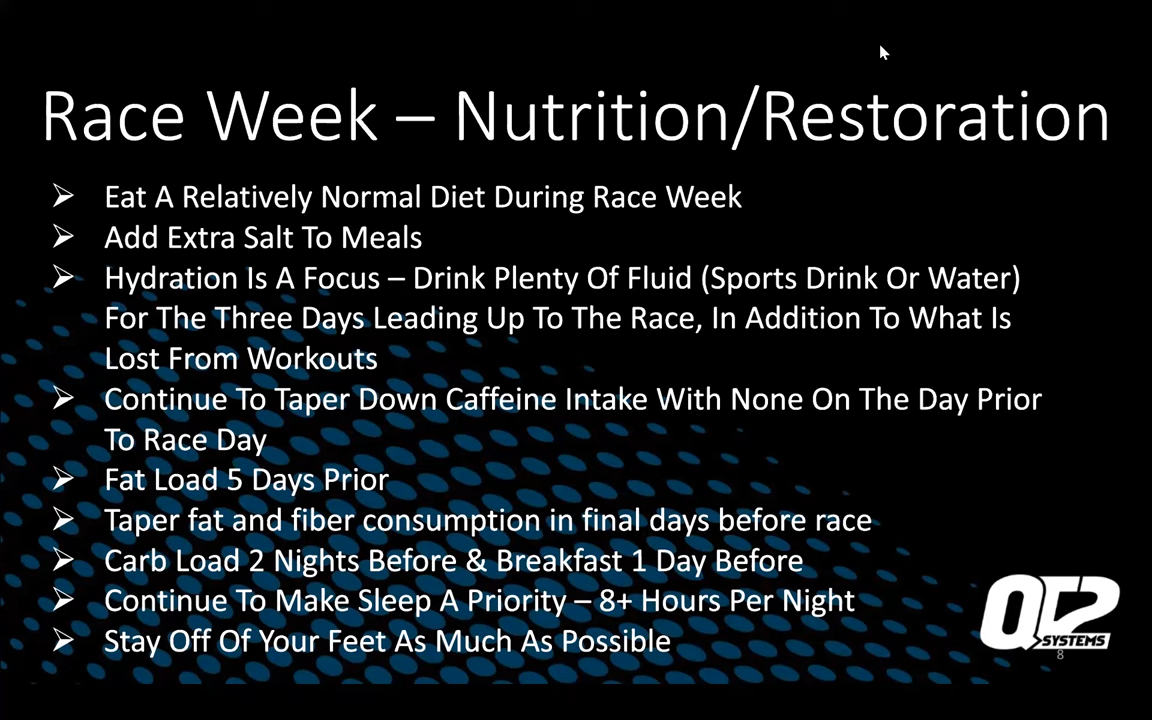 Race Week – Nutrition/Restoration
➢ Eat A Relatively Normal Diet During Race Week
➢ Add Extra Salt To Meals
➢ Hydration Is A Focus – Drink Plenty Of Fluid (Sports Drink Or Water)
For The Three Days Leading Up To The Race, In Addition To What Is
Lost From Workouts
➢ Continue To Taper Down Caffeine Intake With None On The Day Prior
To Race Day
➢ Fat Load 5 Days Prior
➢ Taper fat and fiber consumption in final days before race
➢ Carb Load 2 Nights Before & Breakfast 1 Day Before
➢ Continue To Make Sleep A Priority – 8+ Hours Per Night
➢ Stay Off Of Your Feet As Much As Possible
QT2
SYSTEMS
8